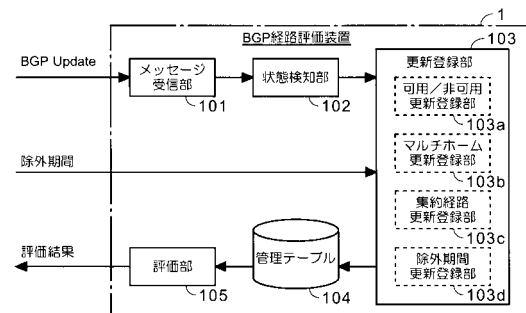 1
BGP経路評価装置
103
BGP Update
メッセージ
受信部
101
状態検知部
102
更新登録部
可用／非可用
更新登録部
103a
マルチホーム
更新登録部
103b
除外期間
集約経路
更新登録部
103c
評価結果
評価部
105
管理テーブル
104
除外期間
更新登録部
103d